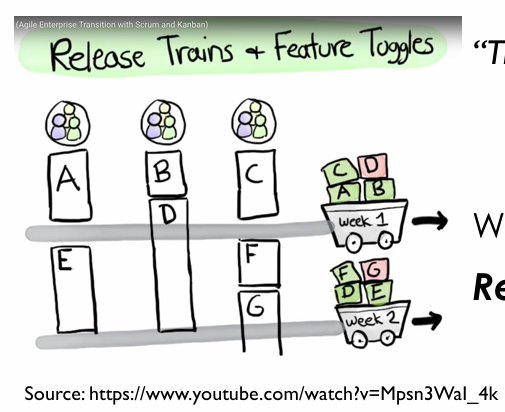 (Agile Enterprise Transition with Scrum and Kanban)
Release Trains + Feature Toggles
“T
A
B
C
D
C D
A B
week 1
W
E
F
G
F G
D E
week 2
Re
Source: https://www.youtube.com/watch?v=Mpsn3WaI_4k